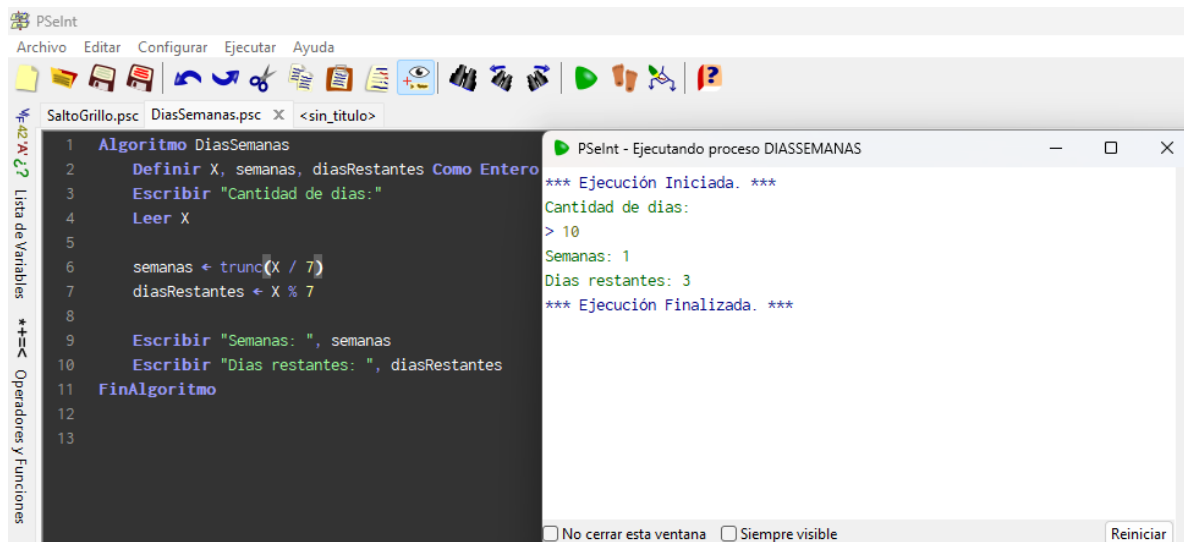 PSeInt
Archivo Editar Configurar Ejecutar Ayuda
SaltoGrillo.psc DiasSemanas.psc X <sin_titulo>
42 'A' ¿? Lista de Variables
*+=< Operadores y Funciones
1 Algoritmo DiasSemanas
2 Definir X, semanas, diasRestantes Como Entero
3 Escribir "Cantidad de dias:"
4 Leer X
5
6 semanas ← trunc(X / 7)
7 diasRestantes ← X % 7
8
9 Escribir "Semanas: ", semanas
10 Escribir "Dias restantes: ", diasRestantes
11 FinAlgoritmo
12
13
PSeInt - Ejecutando proceso DIASSEMANAS
*** Ejecución Iniciada. ***
Cantidad de dias:
> 10
Semanas: 1
Dias restantes: 3
*** Ejecución Finalizada. ***
No cerrar esta ventana Siempre visible Reiniciar